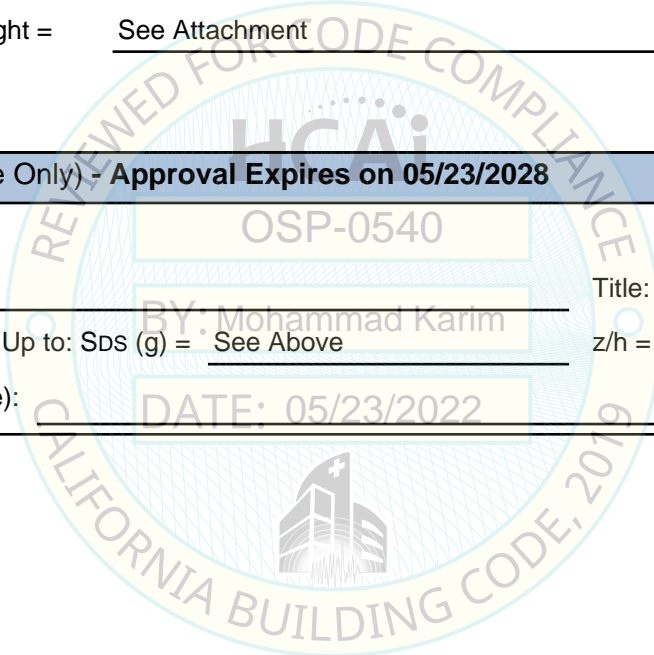 ght = See Attachment
REVIEWED FOR CODE COMPLIANCE
HCAi
e Only) - Approval Expires on 05/23/2028
OSP-0540
Title:
BY: Mohammad Karim
Up to: SDS (g) = See Above z/h =
e):
DATE: 05/23/2022
CALIFORNIA BUILDING CODE, 2019